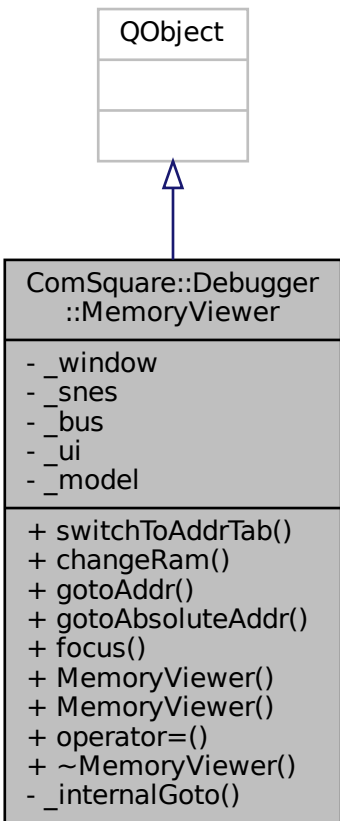 QObject
ComSquare::Debugger
::MemoryViewer
- _window
- _snes
- _bus
- _ui
- _model
+ switchToAddrTab()
+ changeRam()
+ gotoAddr()
+ gotoAbsoluteAddr()
+ focus()
+ MemoryViewer()
+ MemoryViewer()
+ operator=()
+ ~MemoryViewer()
- _internalGoto()